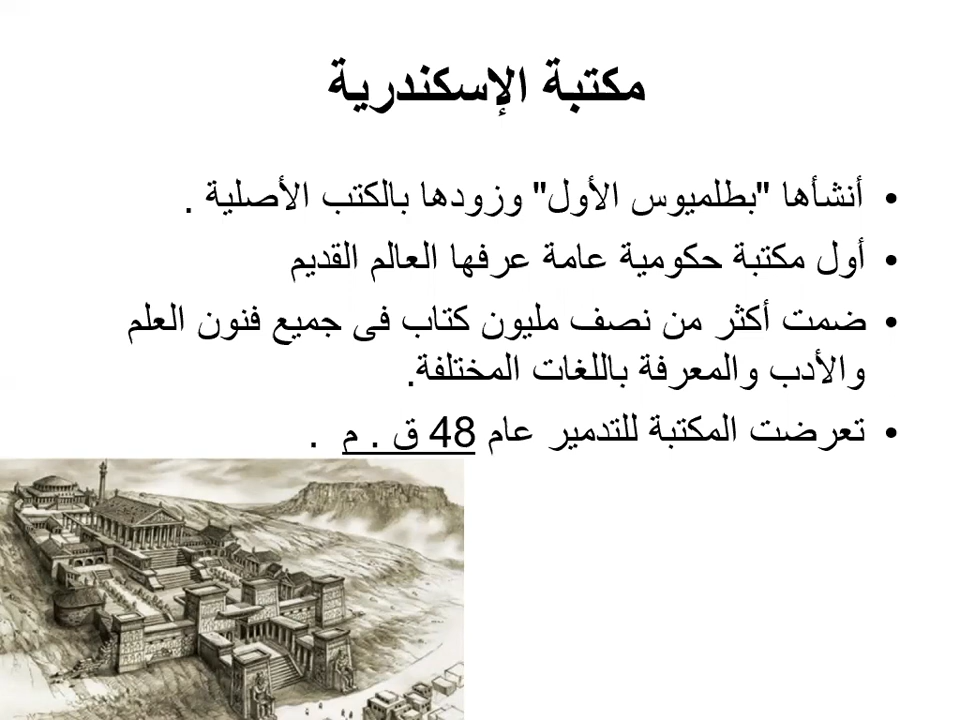 مكتبة الإسكندرية
• أنشأها "بطلميوس الأول" وزودها بالكتب الأصلية .
• أول مكتبة حكومية عامة عرفها العالم القديم
• ضمت أكثر من نصف مليون كتاب فى جميع فنون العلم
والأدب والمعرفة باللغات المختلفة.
• تعرضت المكتبة للتدمير عام 48 ق . م .